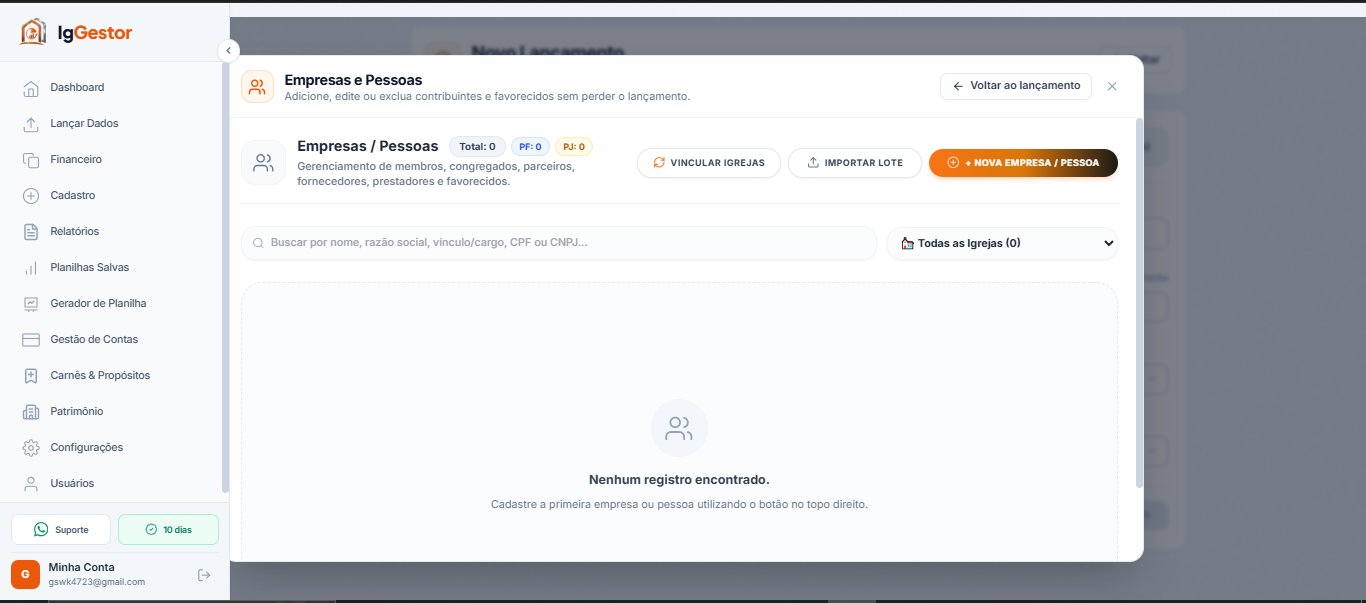 IgGestor
Dashboard
Lançar Dados
Financeiro
Cadastro
Relatórios
Planilhas Salvas
Gerador de Planilha
Gestão de Contas
Carnês & Propósitos
Patrimônio
Configurações
Usuários
Suporte
10 dias
G
Minha Conta
gswk4723@gmail.com
Novo Lançamento
Empresas e Pessoas
Adicione, edite ou exclua contribuintes e favorecidos sem perder o lançamento.
Voltar ao lançamento
Empresas / Pessoas
Total: 0
PF: 0
PJ: 0
Gerenciamento de membros, congregados, parceiros,
fornecedores, prestadores e favorecidos.
VINCULAR IGREJAS
IMPORTAR LOTE
+ NOVA EMPRESA / PESSOA
Buscar por nome, razão social, vínculo/cargo, CPF ou CNPJ...
Todas as Igrejas (0)
Nenhum registro encontrado.
Cadastre a primeira empresa ou pessoa utilizando o botão no topo direito.